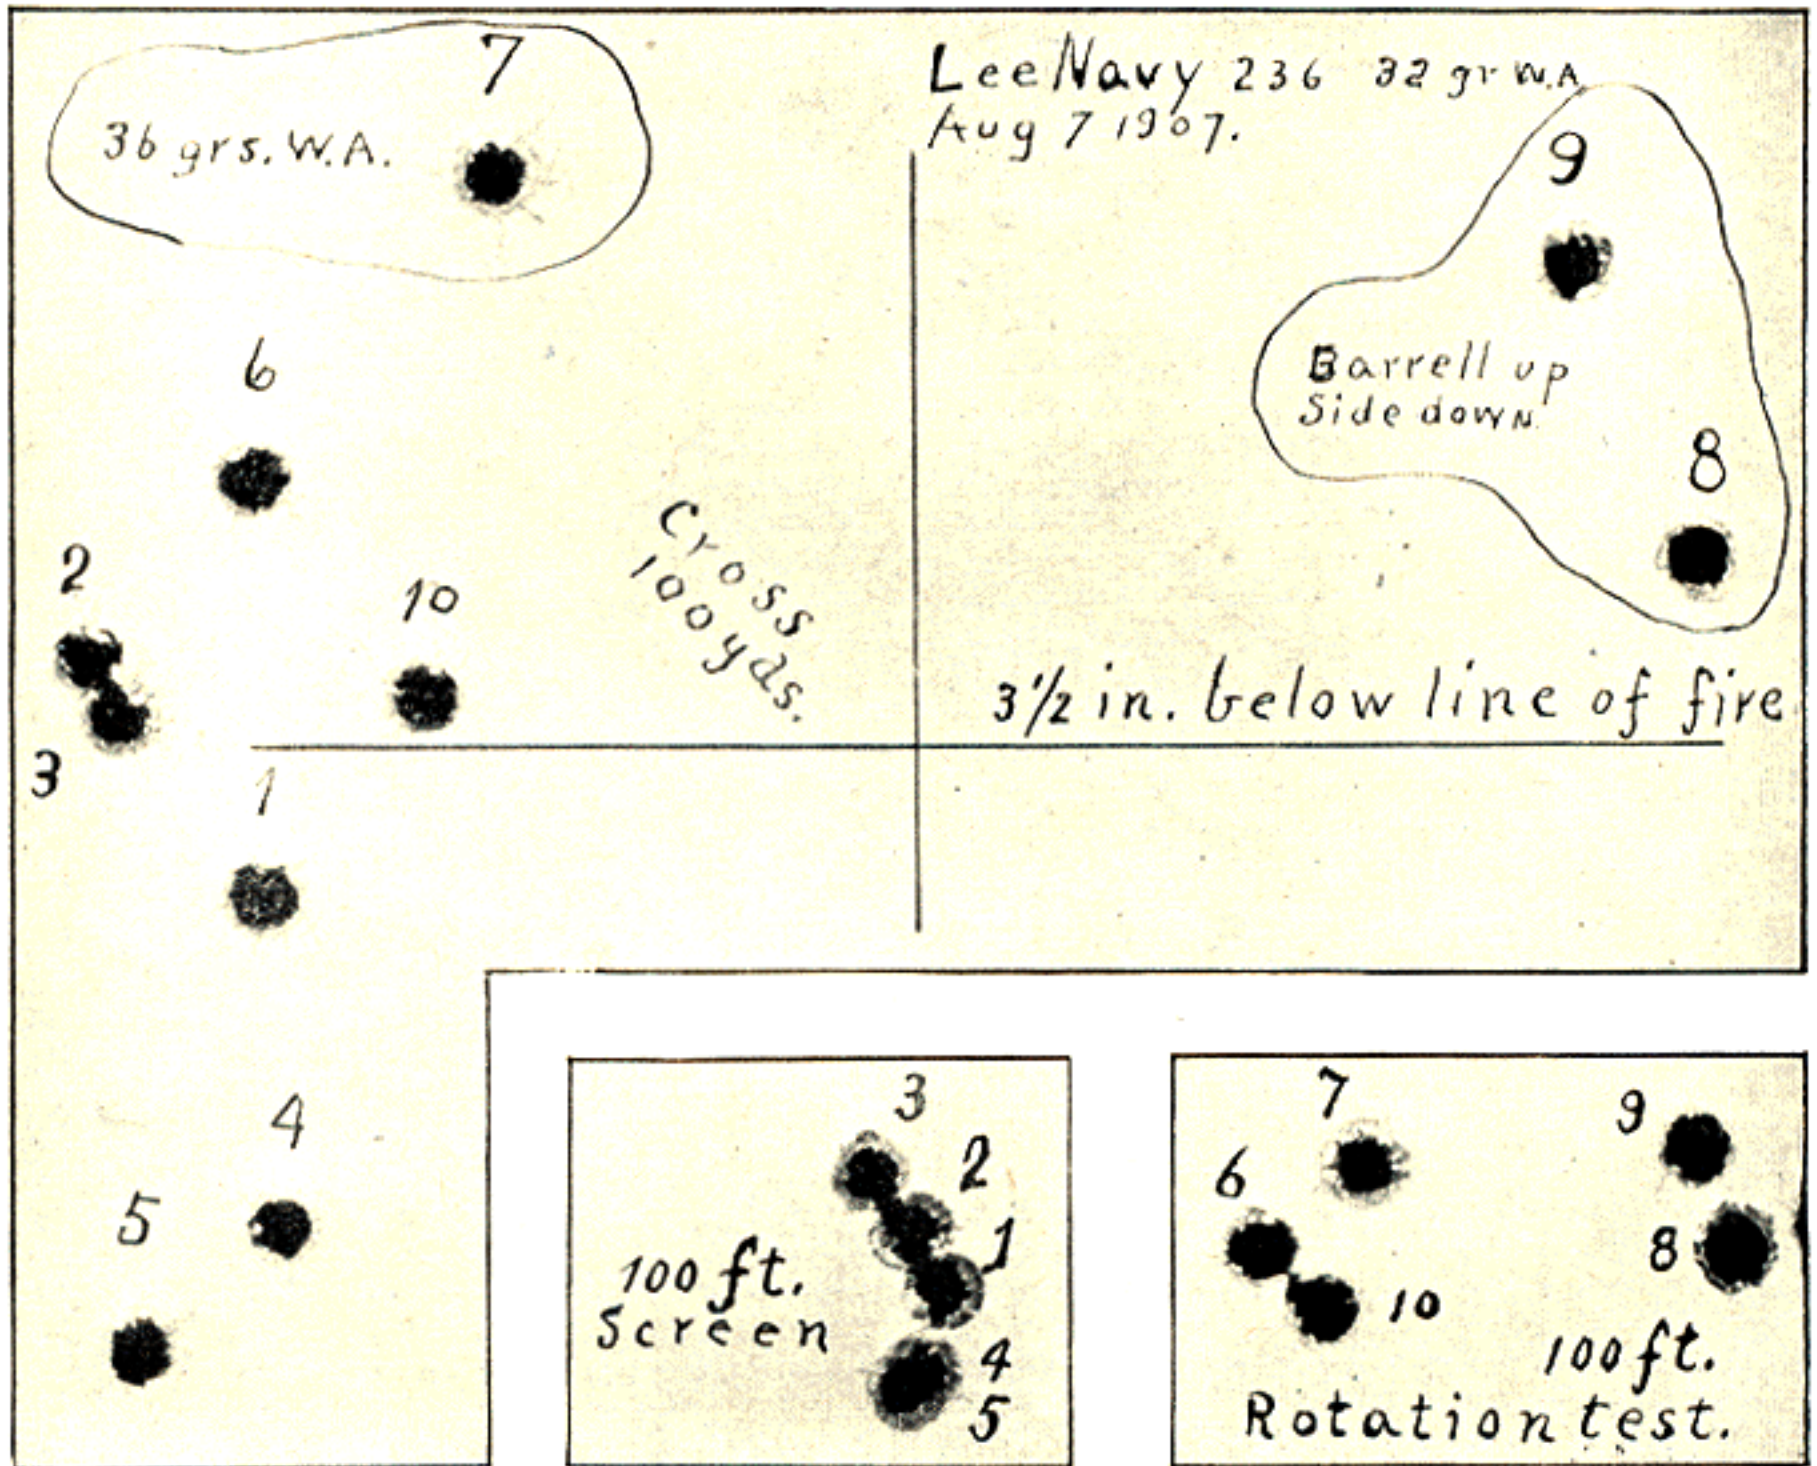 7
36 grs. W.A.
Lee Navy 236 32 gr W.A
Aug 7 1907.
9
Barrell up
Side down
8
6
2
10
Cross
100 yds.
3 1/2 in. below line of fire
3
1
4
5
3
2
1
100 ft.
Screen
4
5
7
9
6
8
10
100 ft.
Rotation test.